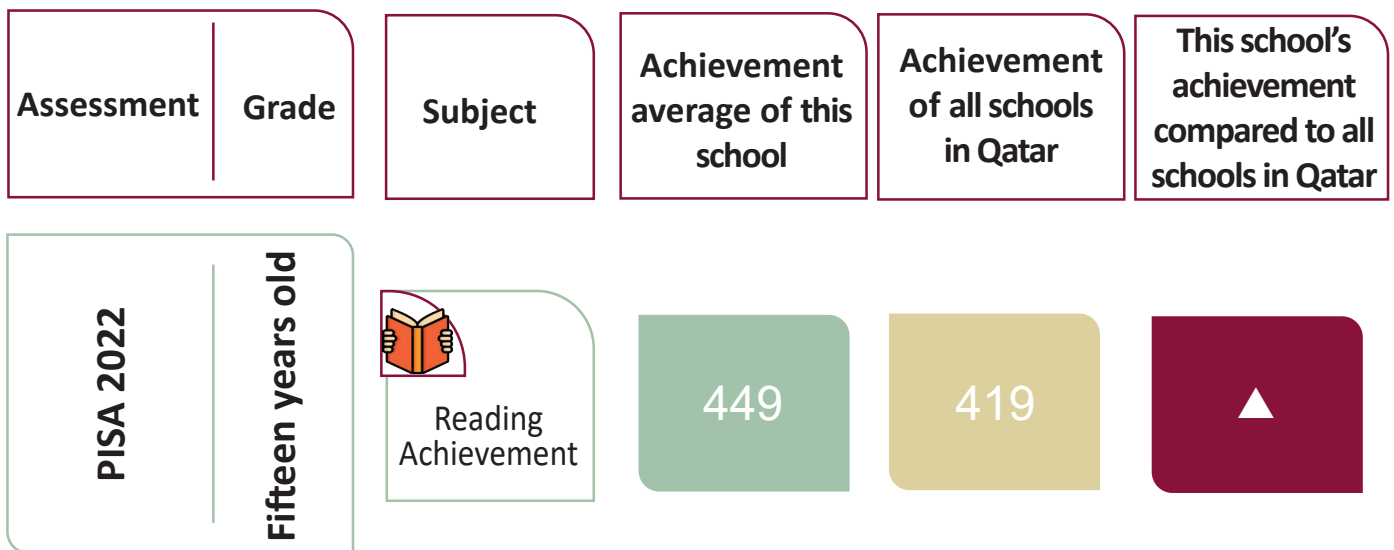 Assessment
Grade
Subject
Achievement
average of this
school
Achievement
of all schools
in Qatar
This school’s
achievement
compared to all
schools in Qatar
PISA 2022
Fifteen years old
Reading
Achievement
449
419
▲